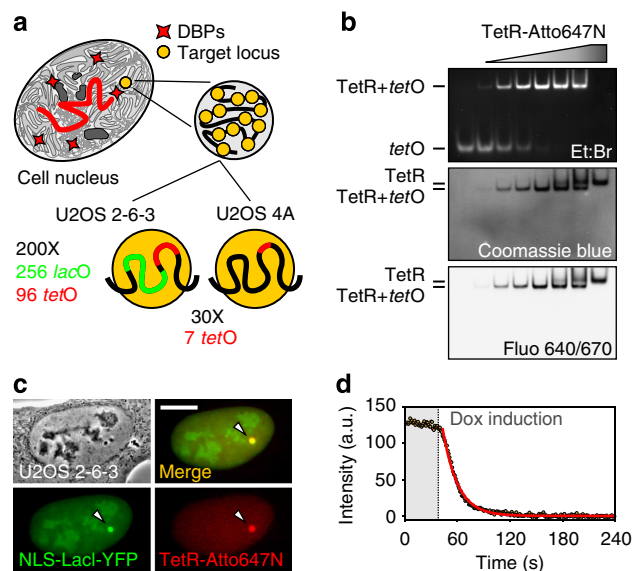 a
DBPs
Target locus
Cell nucleus
U2OS 2-6-3
U2OS 4A
200X
256 lacO
96 tetO
30X
7 tetO
b
TetR-Atto647N
TetR+tetO
tetO
Et:Br
TetR
TetR+tetO
Coomassie blue
TetR
TetR+tetO
Fluo 640/670
c
U2OS 2-6-3
Merge
NLS-LacI-YFP
TetR-Atto647N
d
Dox induction
Intensity (a.u.)
150
100
50
0
0 60 120 180 240
Time (s)